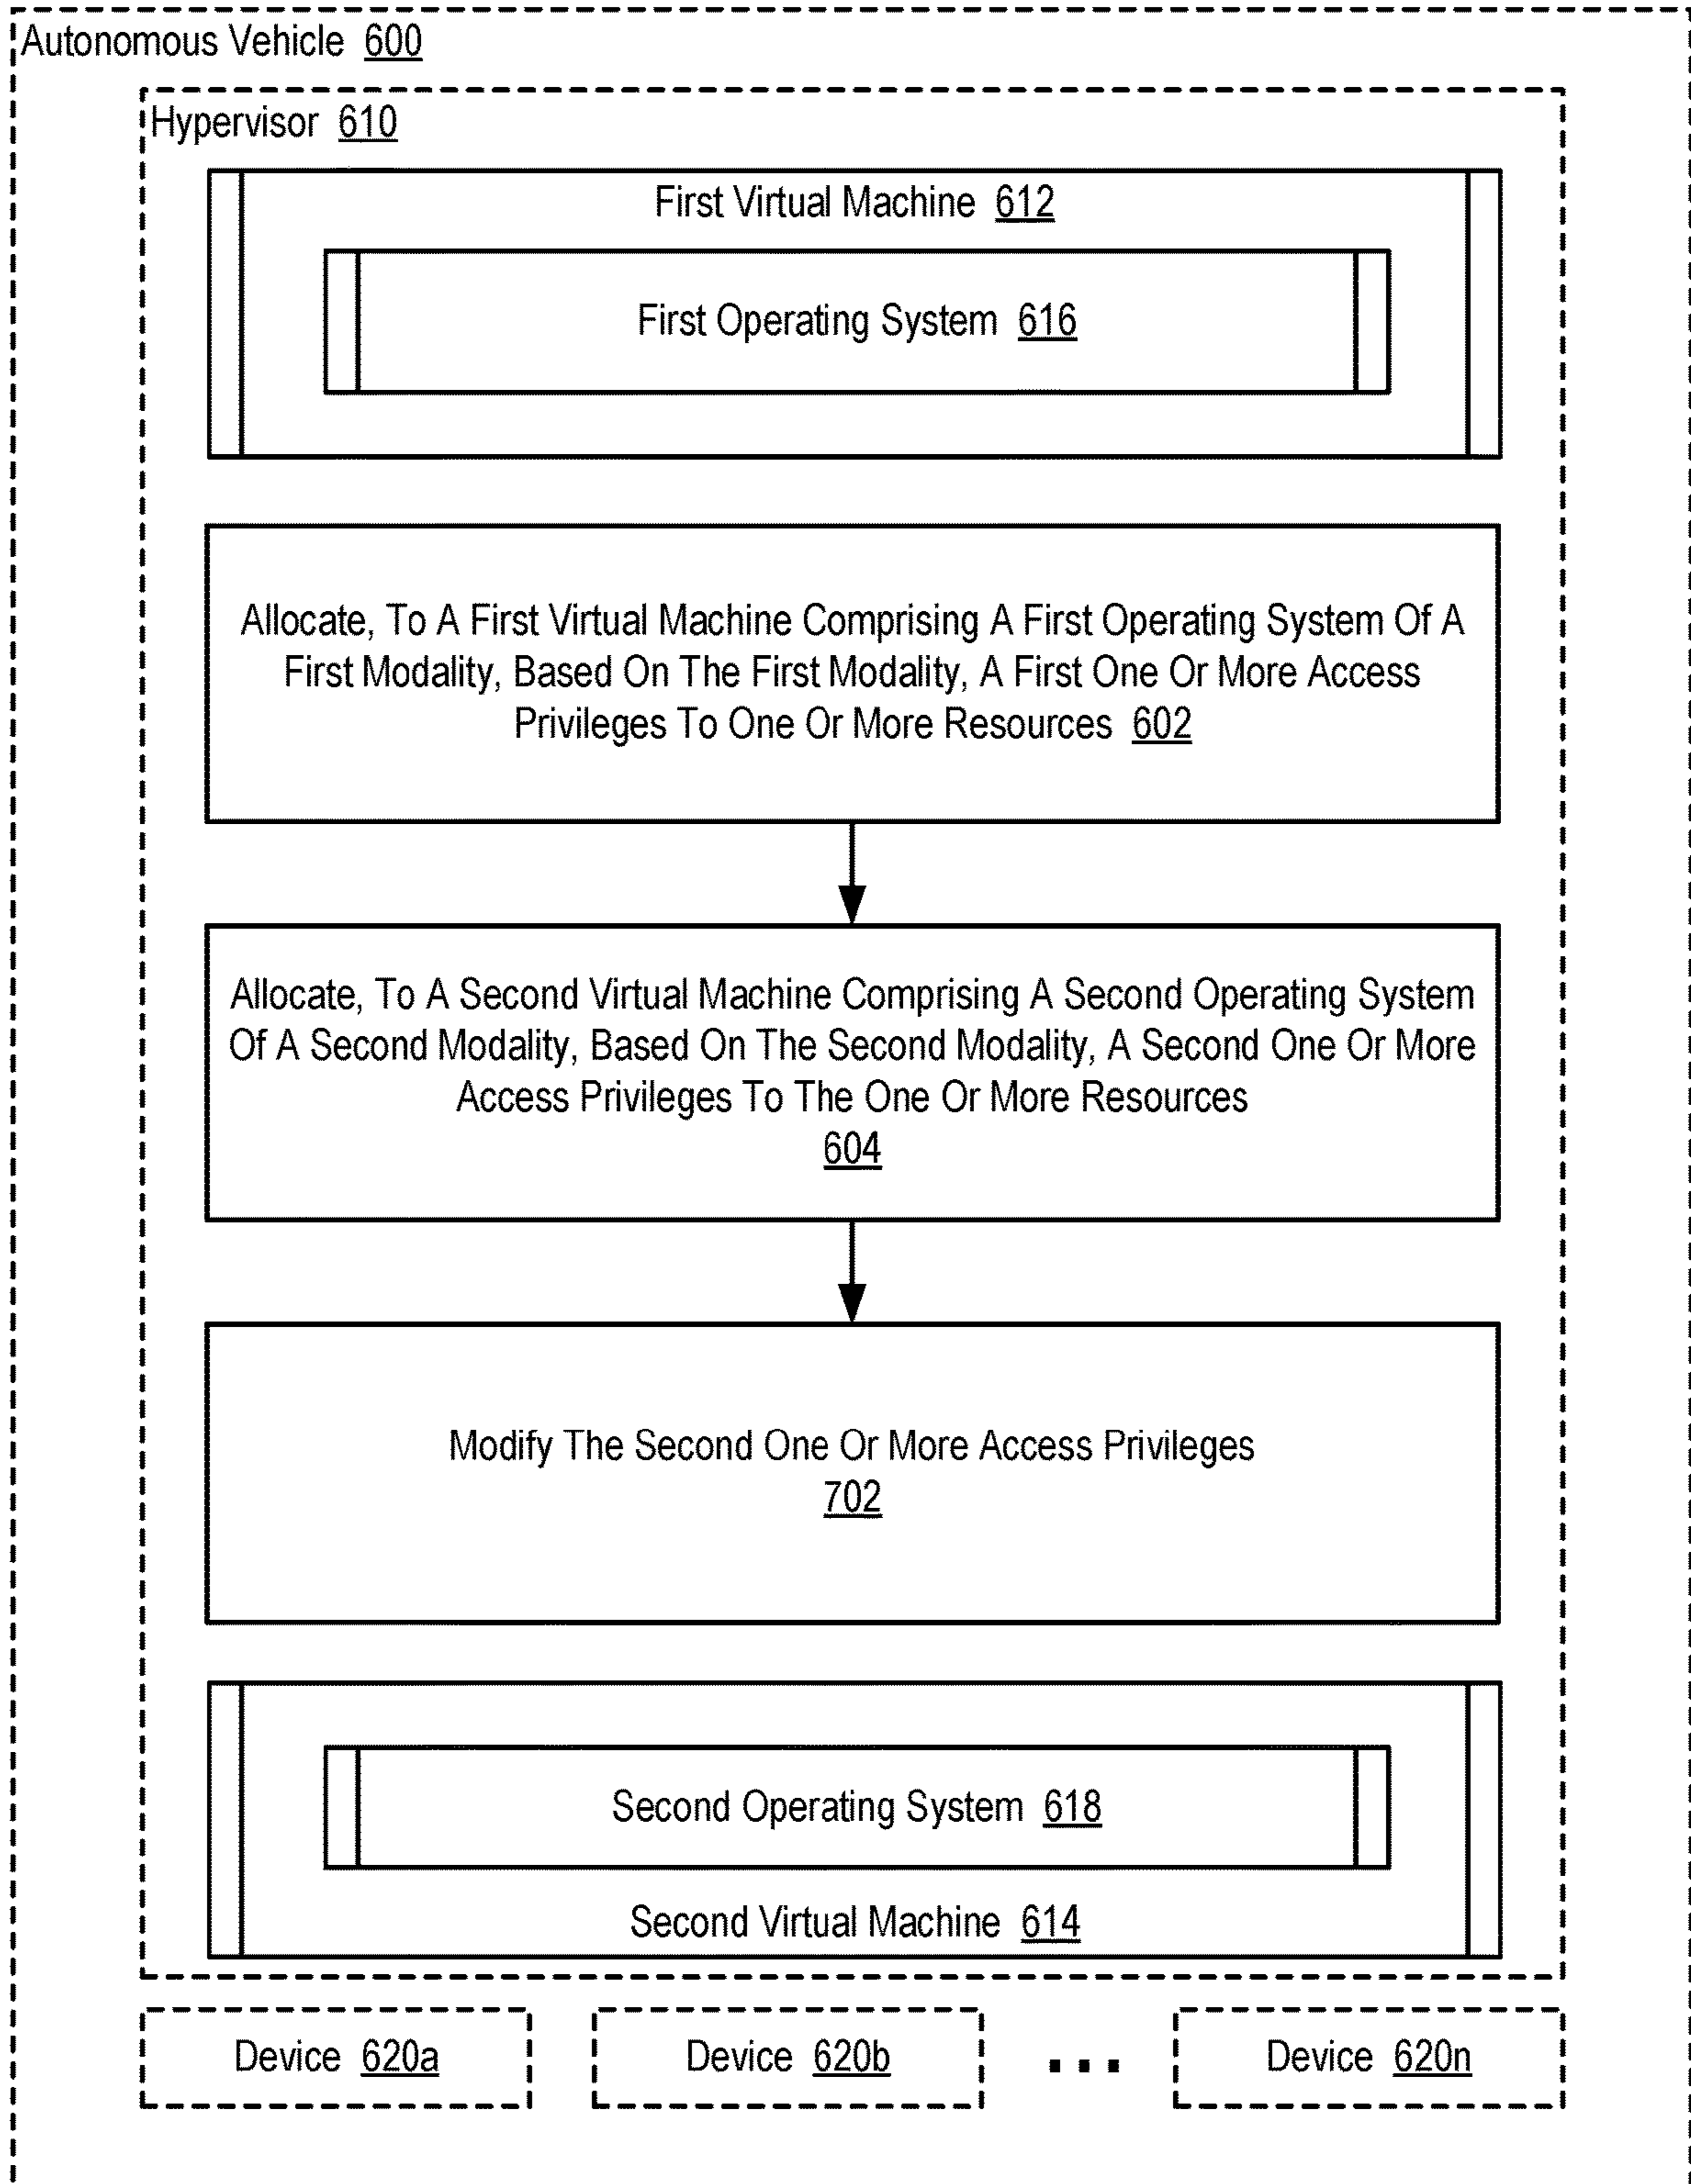 Autonomous Vehicle 600
Hypervisor 610
First Virtual Machine 612
First Operating System 616
Allocate, To A First Virtual Machine Comprising A First Operating System Of A
First Modality, Based On The First Modality, A First One Or More Access
Privileges To One Or More Resources 602
Allocate, To A Second Virtual Machine Comprising A Second Operating System
Of A Second Modality, Based On The Second Modality, A Second One Or More
Access Privileges To The One Or More Resources
604
Modify The Second One Or More Access Privileges
702
Second Operating System 618
Second Virtual Machine 614
Device 620a Device 620b ... Device 620n